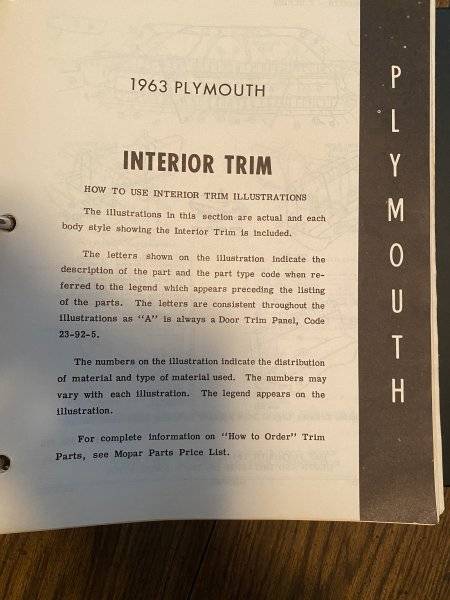 1963 PLYMOUTH
INTERIOR TRIM
HOW TO USE INTERIOR TRIM ILLUSTRATIONS
The illustrations in this section are actual and each
body style showing the Interior Trim is included.
The letters shown on the illustration indicate the
description of the part and the part type code when re-
ferred to the legend which appears preceding the listing
of the parts. The letters are consistent throughout the
illustrations as "A" is always a Door Trim Panel, Code
23-92-5.
The numbers on the illustration indicate the distribution
of material and type of material used. The numbers may
vary with each illustration. The legend appears on the
illustration.
For complete information on "How to Order" Trim
Parts, see Mopar Parts Price List.
PLYMOUTH